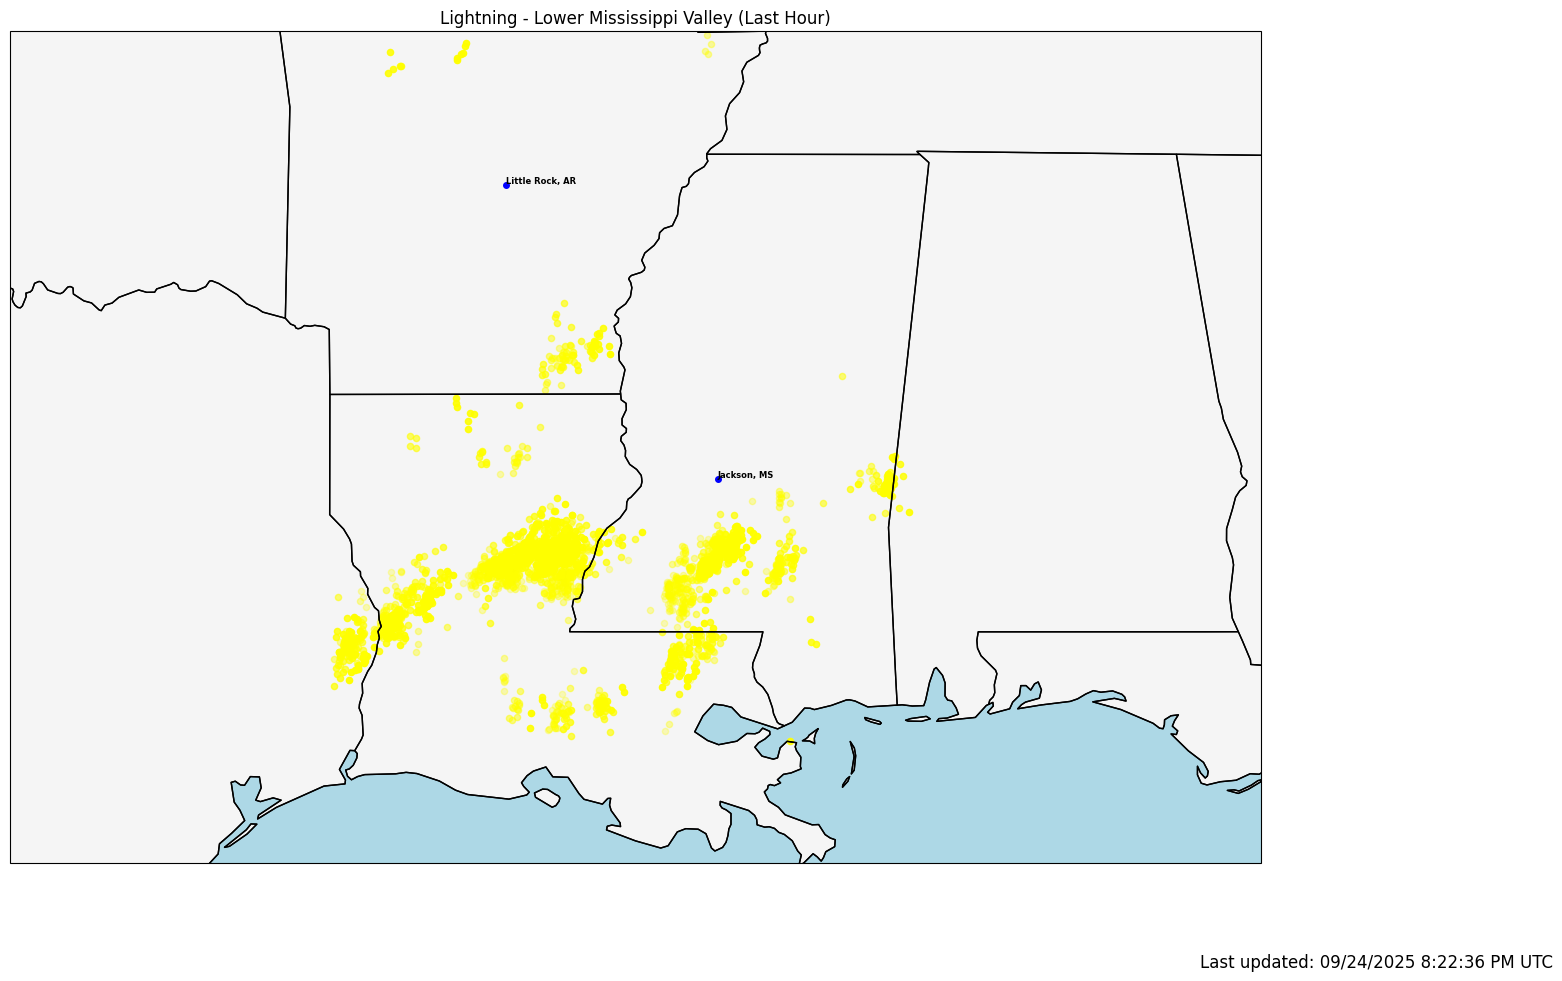 Lightning - Lower Mississippi Valley (Last Hour)
Little Rock, AR
Jackson, MS
Last updated: 09/24/2025 8:22:36 PM UTC